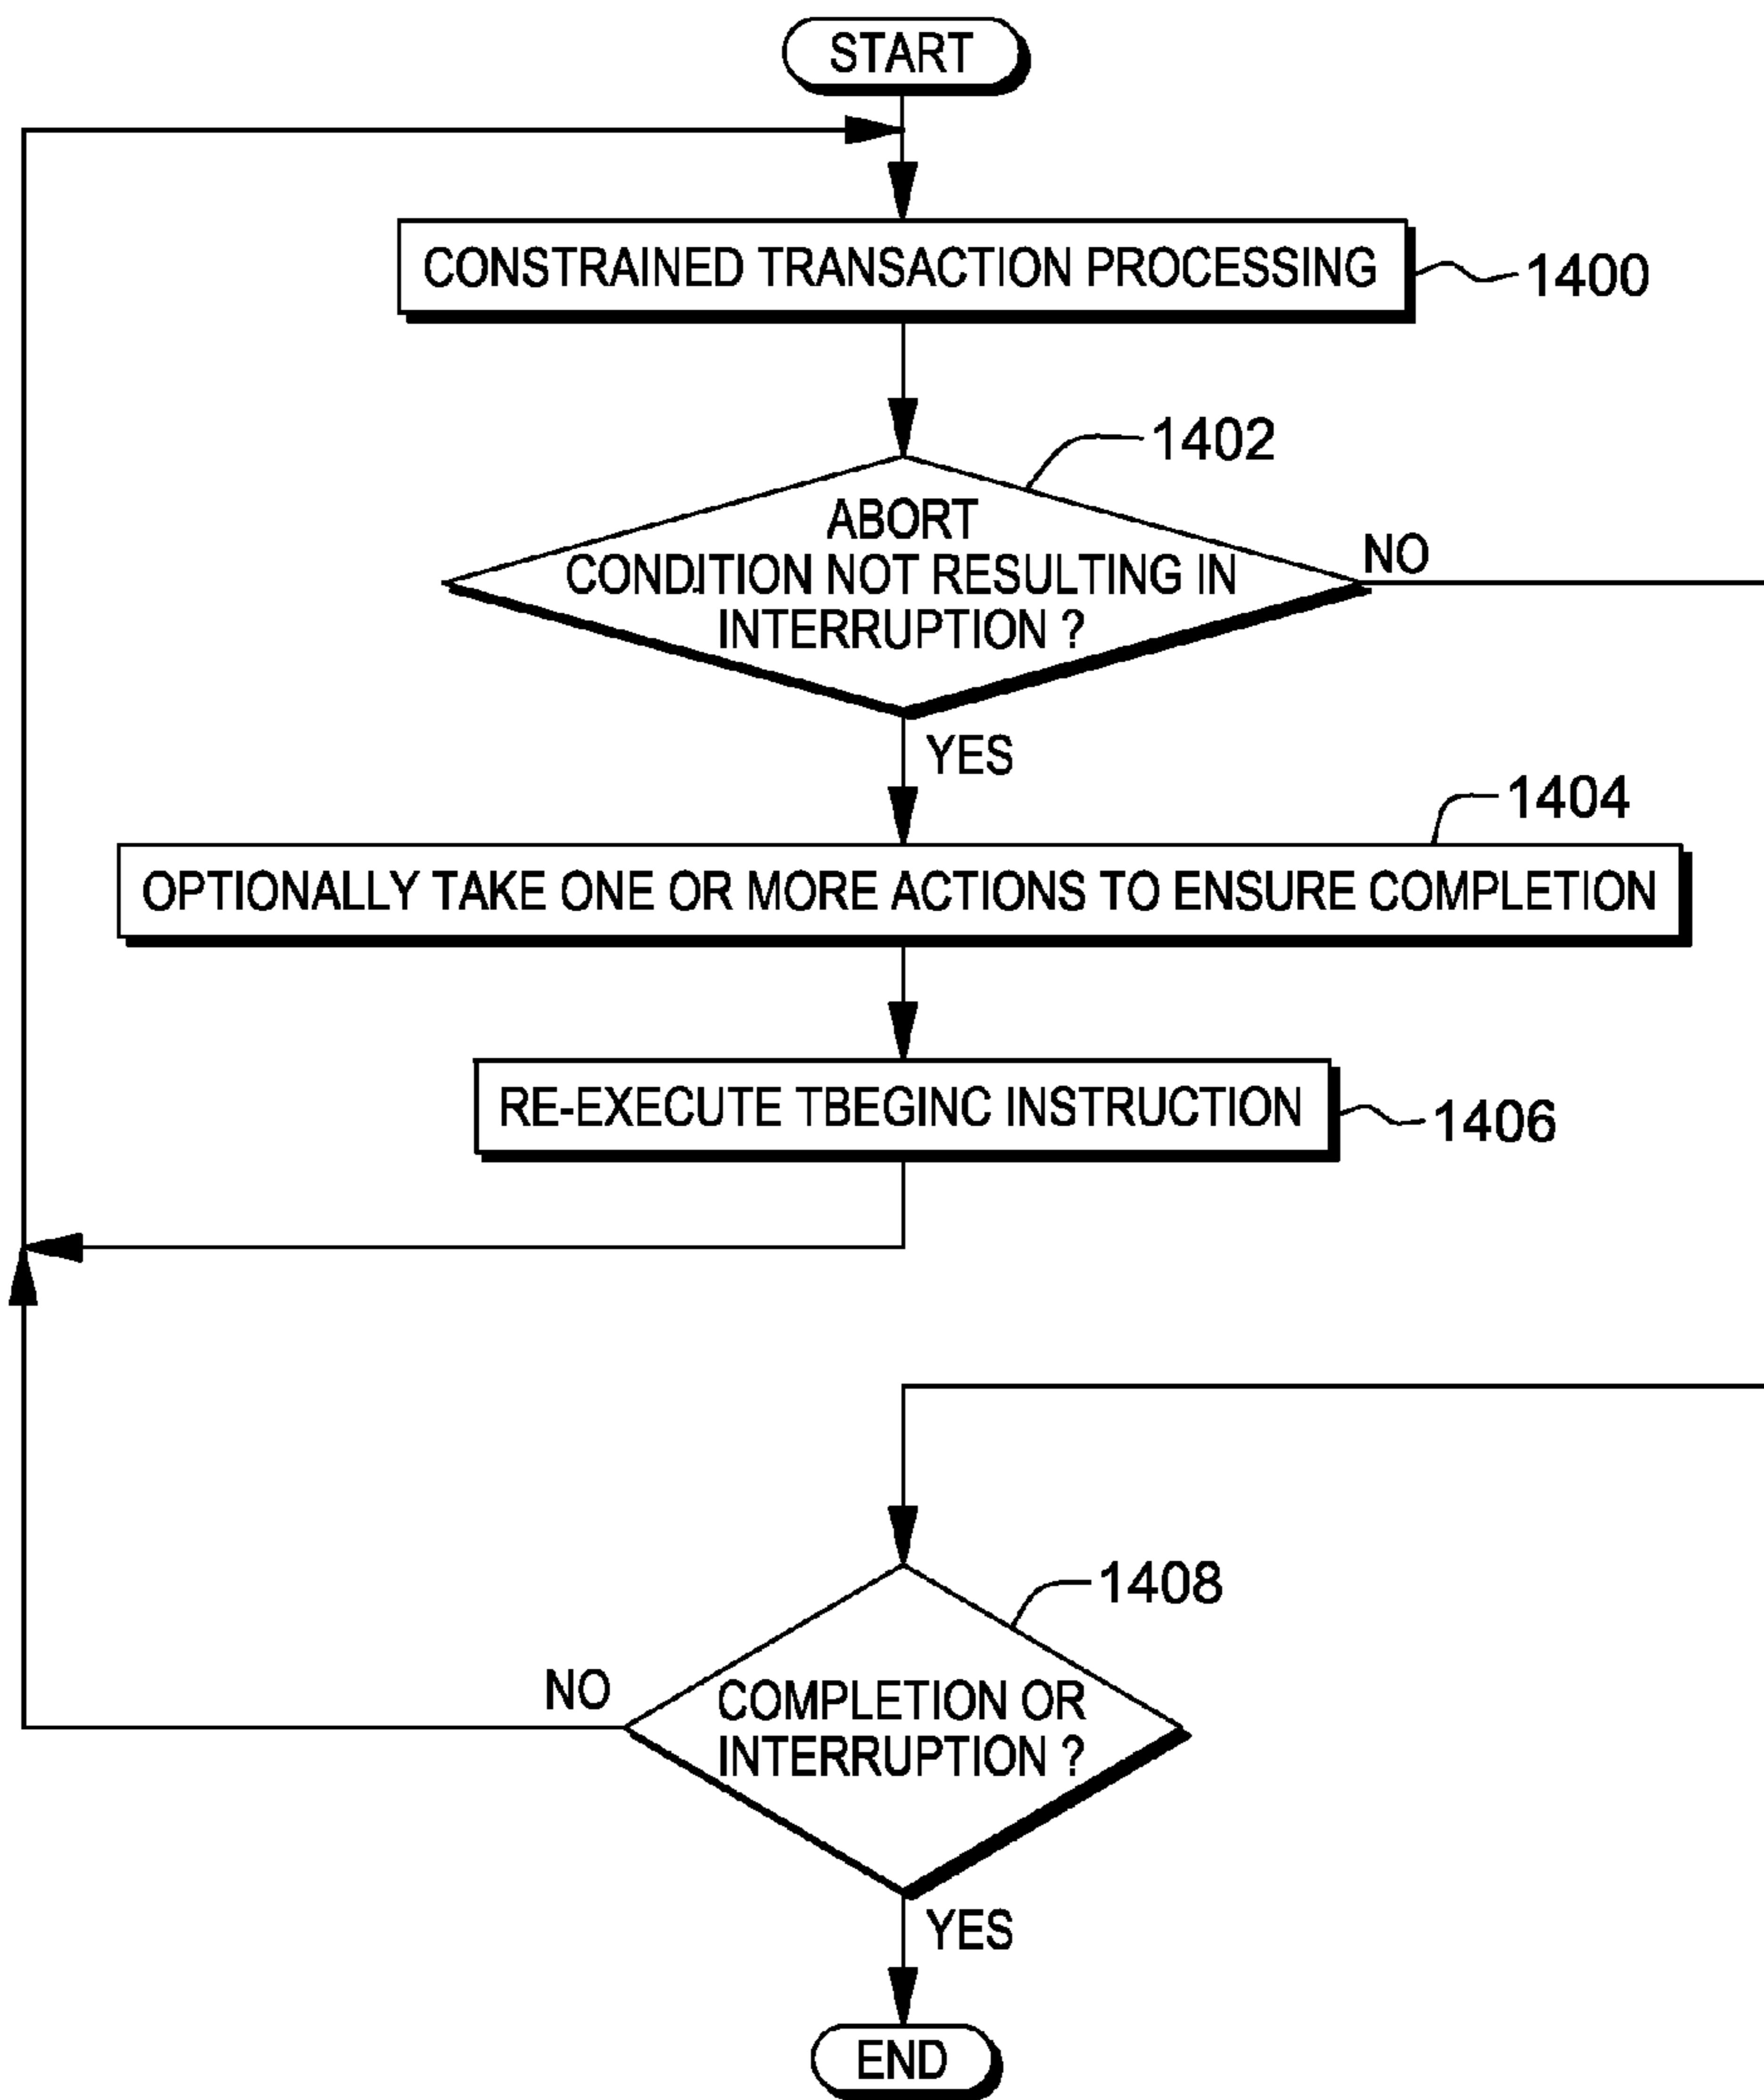 START
CONSTRAINED TRANSACTION PROCESSING
1400
1402
ABORT
CONDITION NOT RESULTING IN
INTERRUPTION ?
NO
YES
1404
OPTIONALLY TAKE ONE OR MORE ACTIONS TO ENSURE COMPLETION
RE-EXECUTE TBEGINC INSTRUCTION
1406
1408
NO
COMPLETION OR
INTERRUPTION ?
YES
END